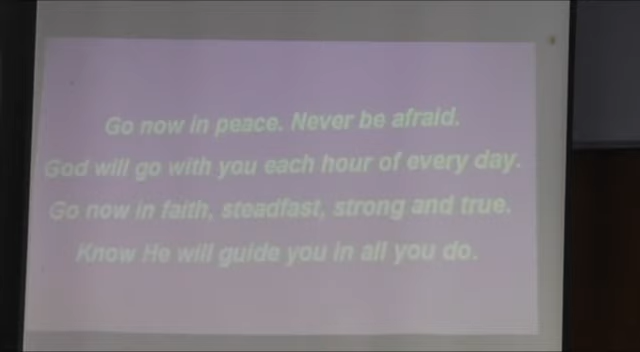 Go now in peace. Never be afraid.
God will go with you each hour of every day.
Go now in faith, steadfast, strong and true.
Know He will guide you in all you do.